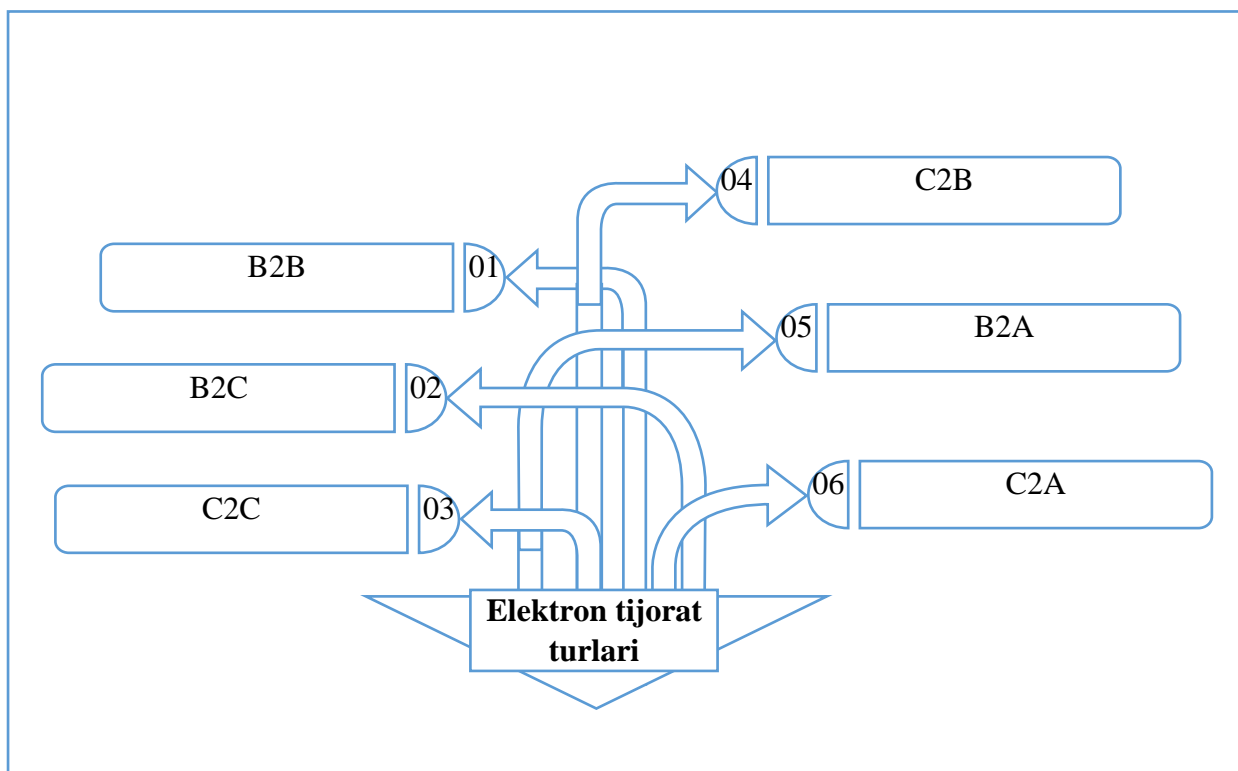 B2B 01
B2C 02
C2C 03
04 C2B
05 B2A
06 C2A
Elektron tijorat
turlari